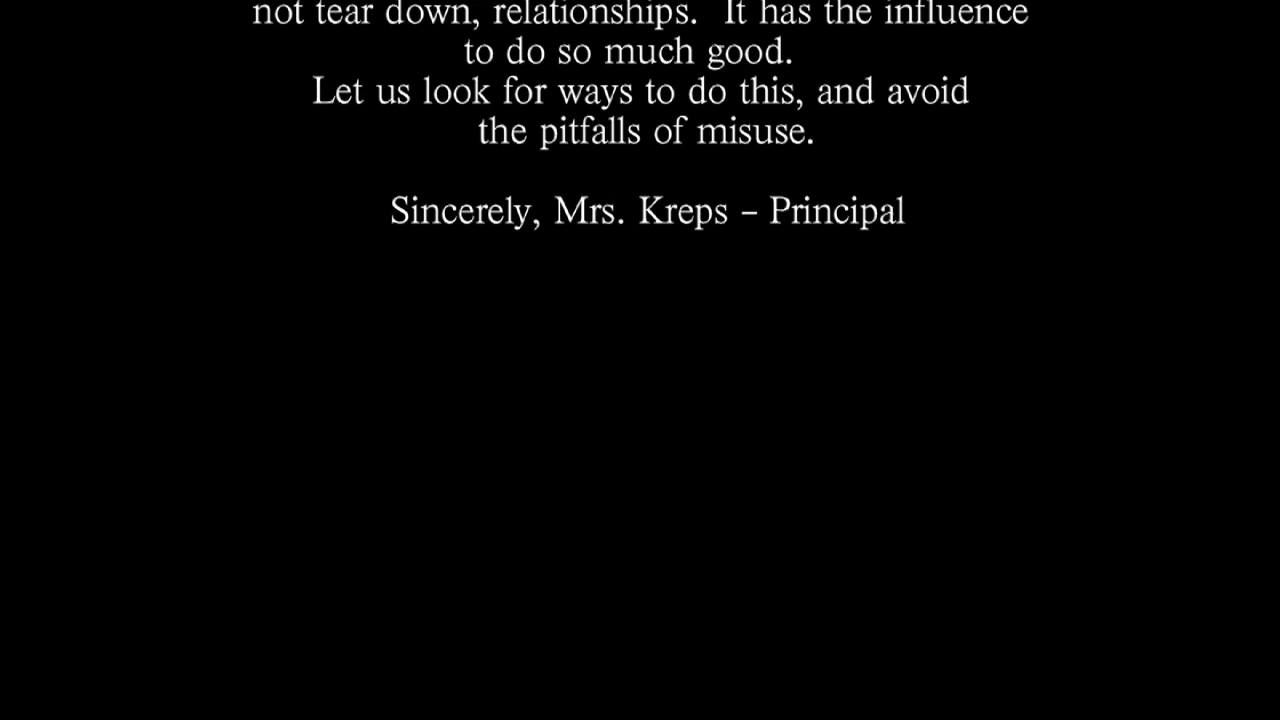 not tear down, relationships. It has the influence
to do so much good.
Let us look for ways to do this, and avoid
the pitfalls of misuse.
Sincerely, Mrs. Kreps – Principal